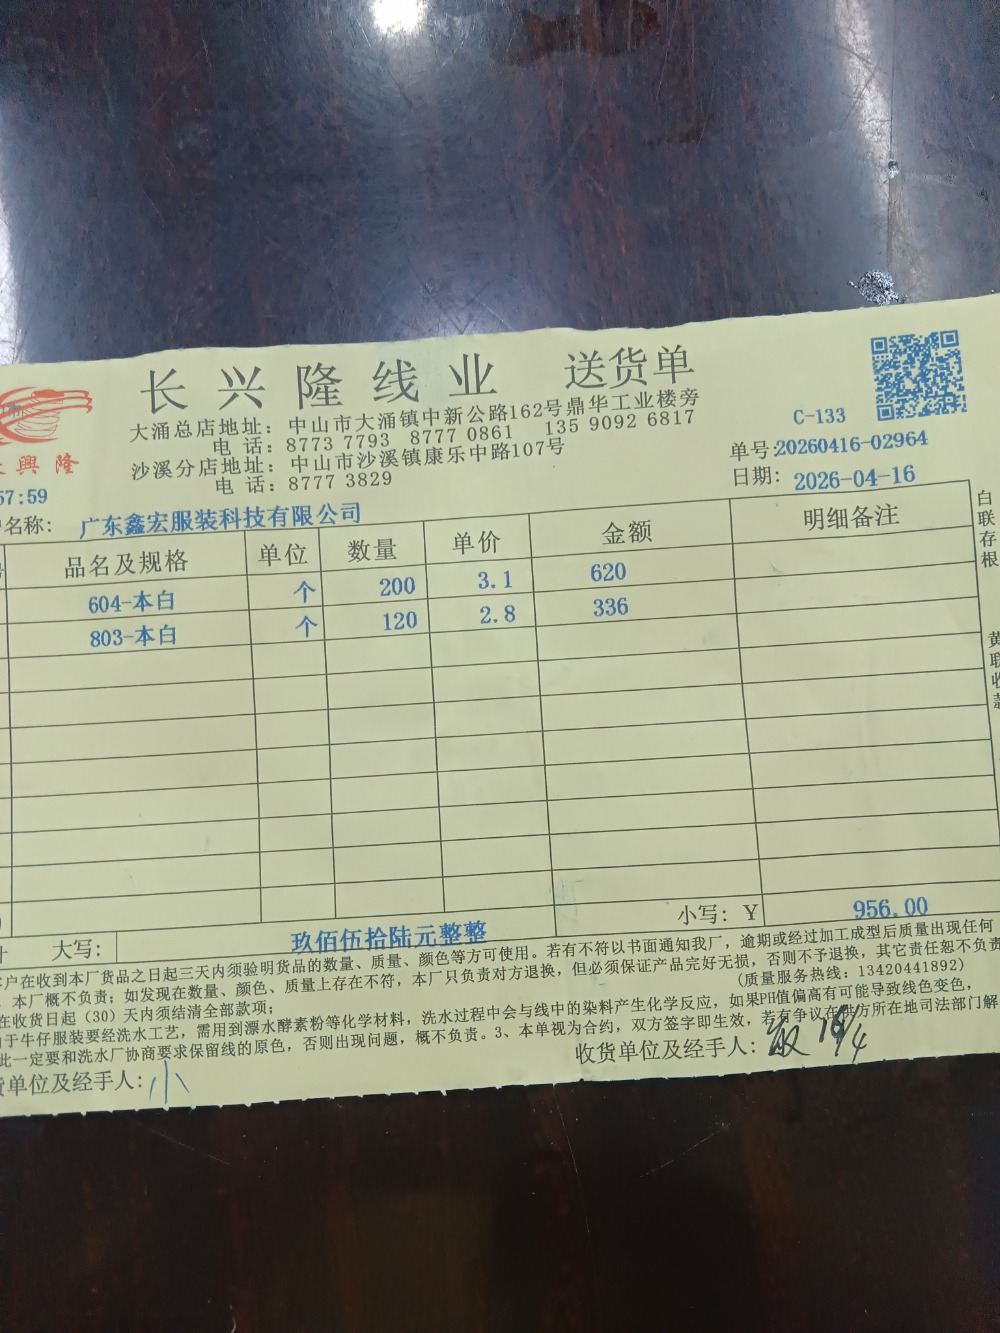 长兴隆线业 送货单
大涌总店地址：中山市大涌镇中新公路162号鼎华工业楼旁
电 话：8773 7793 8777 0861 135 9092 6817
沙溪分店地址：中山市沙溪镇康乐中路107号
电 话：8777 3829
興 隆
C-133
单号:20260416-02964
日期: 2026-04-16
57:59
名称： 广东鑫宏服装科技有限公司
品名及规格 单位 数量 单价 金额 明细备注
604-本白 个 200 3.1 620
803-本白 个 120 2.8 336
大写： 玖佰伍拾陆元整整 小写：￥ 956.00
户在收到本厂货品之日起三天内须验明货品的数量、质量、颜色等方可使用。若有不符以书面通知我厂，逾期或经过加工成型后质量出现任何
，本厂概不负责；如发现在数量、颜色、质量上存在不符，本厂只负责对方退换，但必须保证产品完好无损，否则不予退换，其它责任恕不负责
在收货日起（30）天内须结清全部款项； (质量服务热线：13420441892)
于牛仔服装要经洗水工艺，需用到漂水酵素粉等化学材料，洗水过程中会与线中的染料产生化学反应，如果PH值偏高有可能导致线色变色，
此一定要和洗水厂协商要求保留线的原色，否则出现问题，概不负责。3、本单视为合约，双方签字即生效，若有争议在供方所在地司法部门解
货单位及经手人： 小 收货单位及经手人：
白联存根
黄联收款